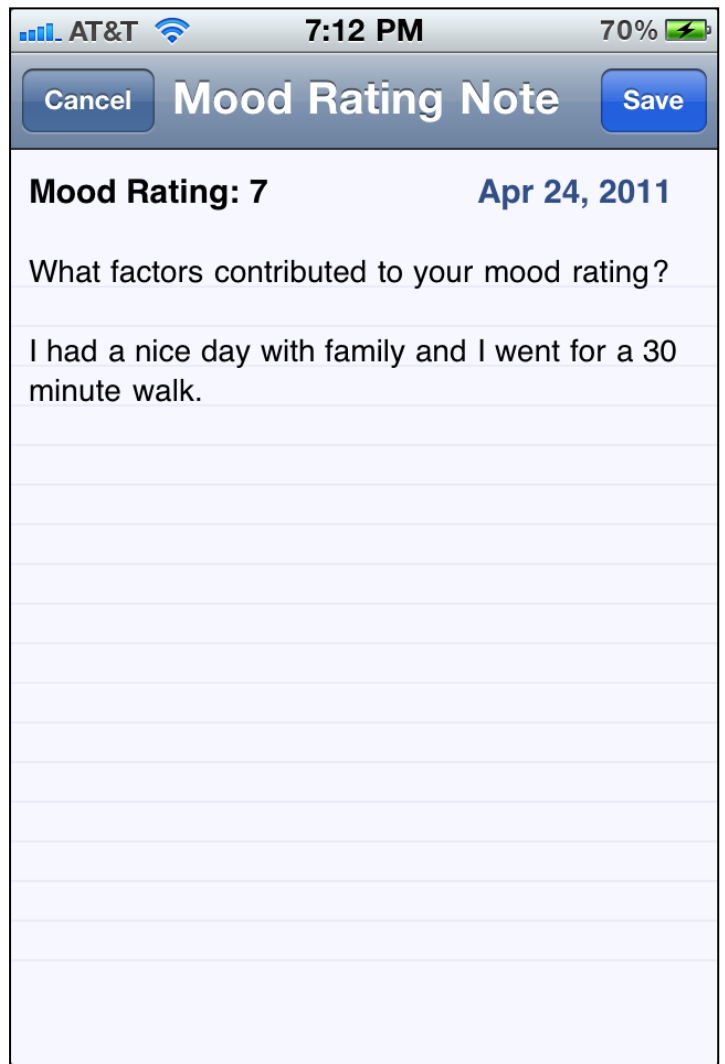 AT&T 7:12 PM 70%
Cancel Mood Rating Note Save
Mood Rating: 7 Apr 24, 2011
What factors contributed to your mood rating?
I had a nice day with family and I went for a 30
minute walk.